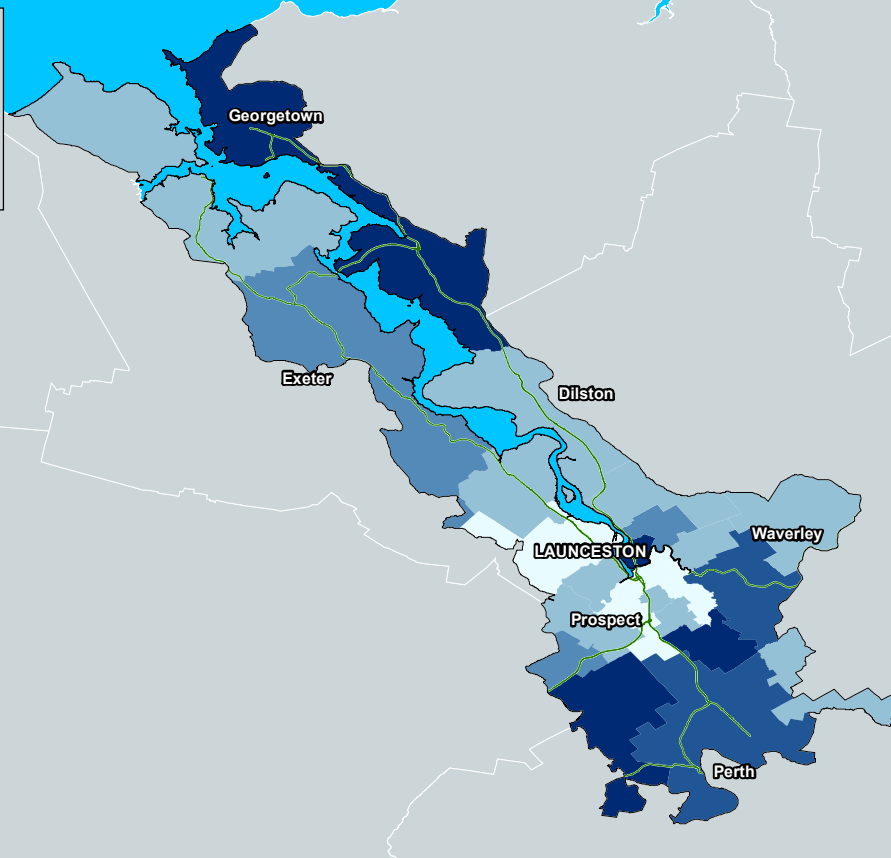 Georgetown
Exeter
Dilston
Waverley
LAUNCESTON
Prospect
Perth